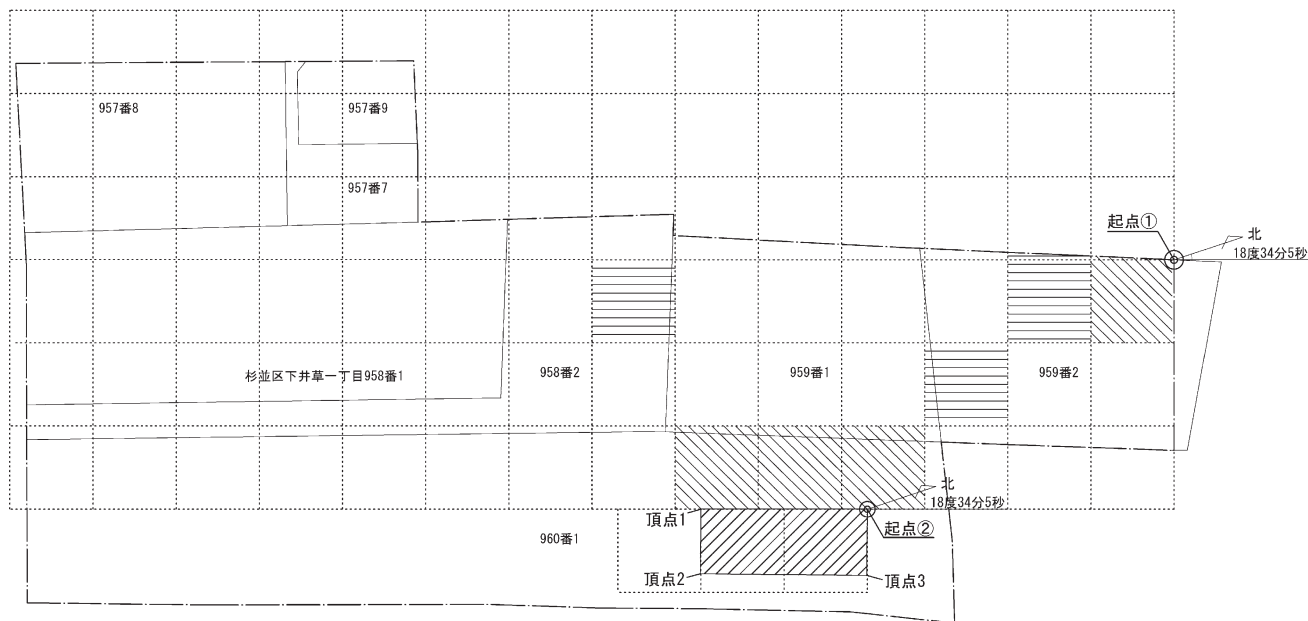 957番8
957番9
957番7
起点①
北
18度34分5秒
杉並区下井草一丁目958番1
958番2
959番1
959番2
北
18度34分5秒
頂点1
起点②
960番1
頂点2
頂点3